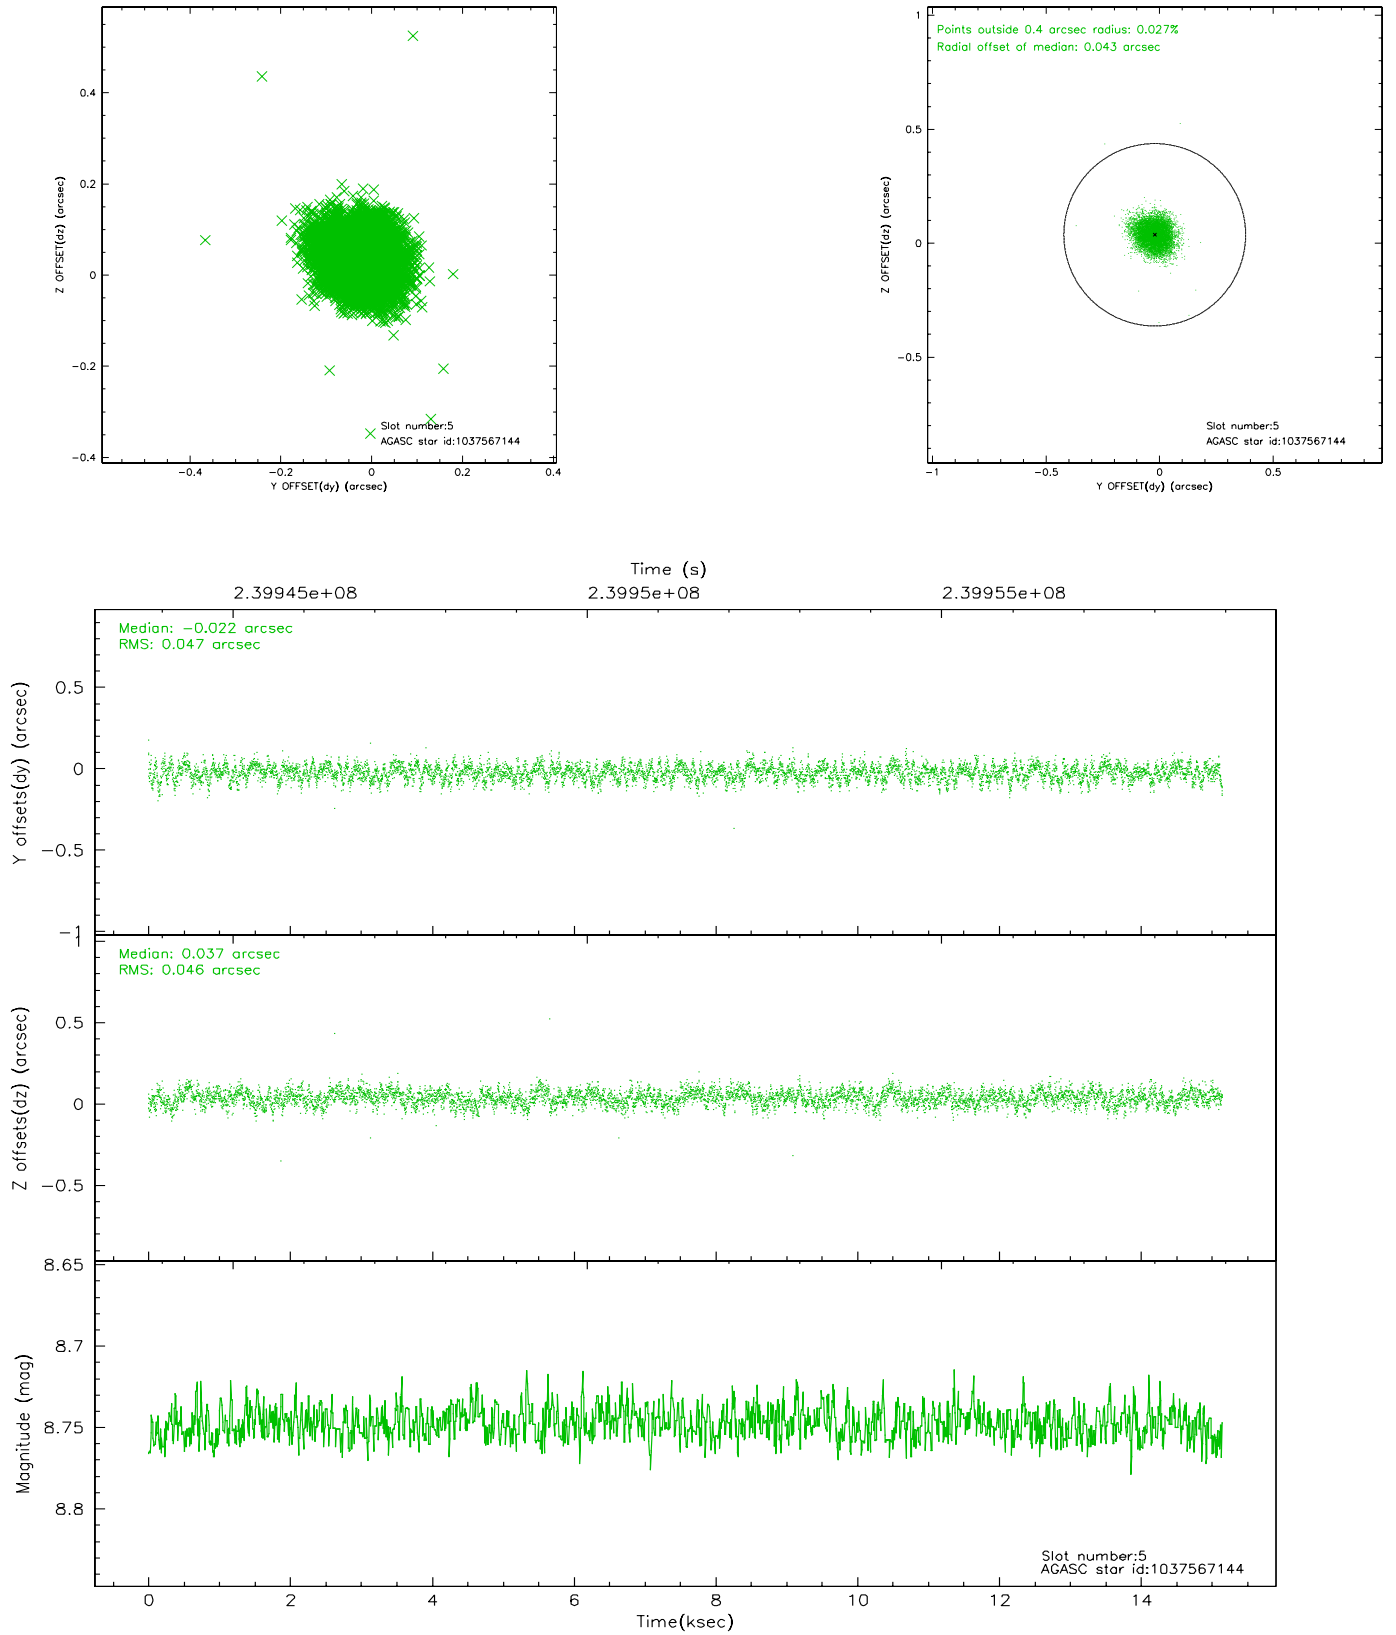 0.4
0.2
0
−0.2
−0.4
Z OFFSET(dz) (arcsec)
Slot number:5
AGASC star id:1037567144
−0.4 −0.2 0 0.2 0.4
Y OFFSET(dy) (arcsec)
1
0.5
0
−0.5
−1
Z OFFSET(dz) (arcsec)
Points outside 0.4 arcsec radius: 0.027%
Radial offset of median: 0.043 arcsec
Slot number:5
AGASC star id:1037567144
−1 −0.5 0 0.5
Y OFFSET(dy) (arcsec)
Time (s)
2.39945e+08 2.3995e+08 2.39955e+08
Median: −0.022 arcsec
RMS: 0.047 arcsec
0.5
0
−0.5
−1
Y offsets(dy) (arcsec)
1
Median: 0.037 arcsec
RMS: 0.046 arcsec
0.5
0
−0.5
Z offsets(dz) (arcsec)
8.65
8.7
8.75
8.8
Magnitude (mag)
Slot number:5
AGASC star id:1037567144
0 2 4 6 8 10 12 14
Time(ksec)